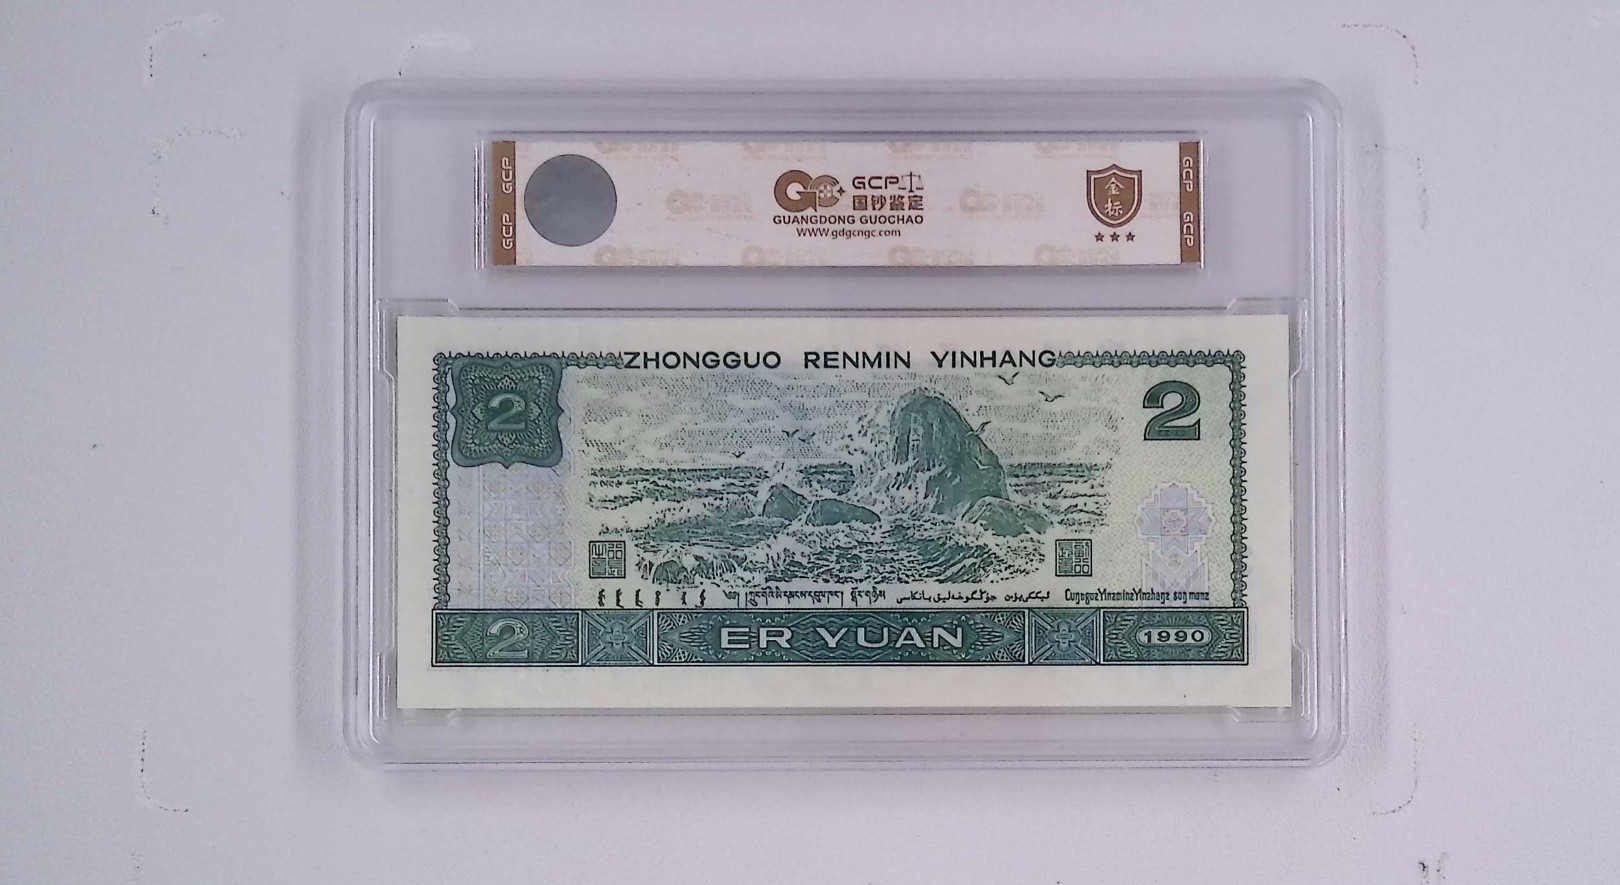 GCP GCP
GCP
国钞鉴定
GUANGDONG GUOCHAO
WWW.gdgcngc.com
金标
GCP GCP
ZHONGGUO RENMIN YINHANG
2
2
2
ER YUAN
1990